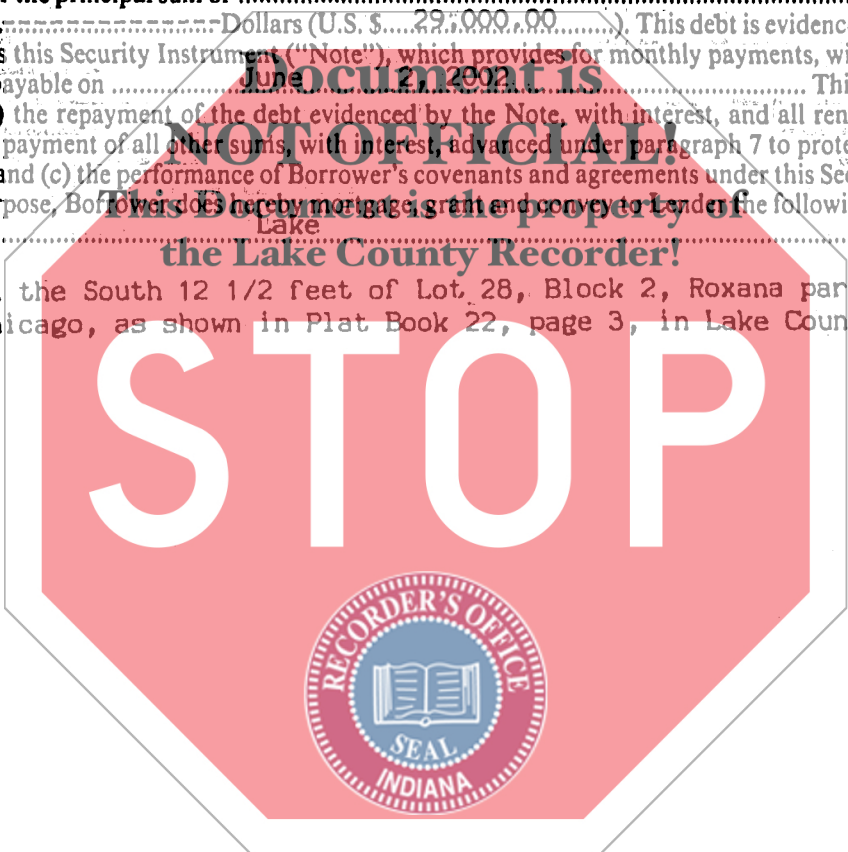 the principal sum of
Dollars (U.S. $....29,000.00..........). This debt is evidenc
s this Security Instrument ("Note"), which provides for monthly payments, wi
Document is
ayable on ........ June 2, 2002 ........ Thi
) the repayment of the debt evidenced by the Note, with interest, and all ren
NOT OFFICIAL!
payment of all other sums, with interest, advanced under paragraph 7 to prote
and (c) the performance of Borrower's covenants and agreements under this Sec
This Document is the property of
pose, Borrower does hereby mortgage, grant and convey to Lender the followi
Lake
the Lake County Recorder!
the South 12 1/2 feet of Lot 28, Block 2, Roxana par
icago, as shown in Plat Book 22, page 3, in Lake Coun
STOP
RECORDER'S OFFICE
SEAL
INDIANA